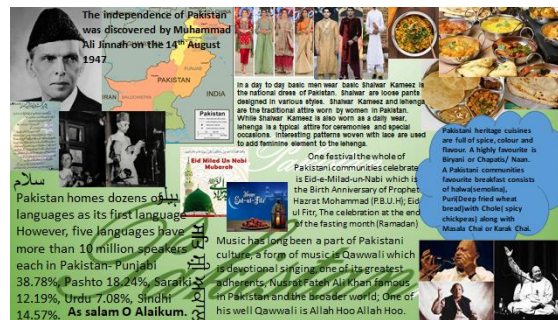 The independence of Pakistan
was discovered by Muhammad
Ali Jinnah on the 14th August
1947
PAKISTAN
IRAN
INDIA
In a day to day basic men wear basic Shalwar Kameez is
the national dress of Pakistan. Shalwar are loose pants
designed in various styles. Shalwar Kameez and lehenga
are the traditional attire worn by women in Pakistan.
While Shalwar Kameez is also worn as a daily wear,
lehenga is a typical attire for ceremonies and special
occasions. Interesting patterns woven with lace are used
to add feminine element to the lehenga.
Pakistani heritage cuisines
are full of spice, colour and
flavour. A highly favourite is
Biryani or Chapatis/ Naan.
A Pakistani communities
favourite breakfast consists
of halwa(semolina),
Puri(Deep fried wheat
bread)with Chole( spicy
chickpeas) along with
Masala Chai or Karak Chai.
Eid Milad Un Nabi
Mubarak
One festival the whole of
Pakistani communities celebrate
is Eid-e-Milad-un-Nabi which is
the Birth Anniversary of Prophet
Hazrat Mohammad (P.B.U.H); Eid
ul Fitr, The celebration at the end
of the fasting month (Ramadan)
Happy
Eid-ul-Fitr
سلام
Pakistan homes dozens of
languages as its first language
However, five languages have
more than 10 million speakers
each in Pakistan- Punjabi
38.78%, Pashto 18.24%, Saraiki
12.19%, Urdu 7.08%, Sindhi
14.57%.
As salam O Alaikum.
Music has long been a part of Pakistani
culture, a form of music is Qawwali which
is devotional singing, one of its greatest
adherents, Nusrat Fateh Ali Khan famous
in Pakistan and the broader world; One of
his well Qawwali is Allah Hoo Allah Hoo.